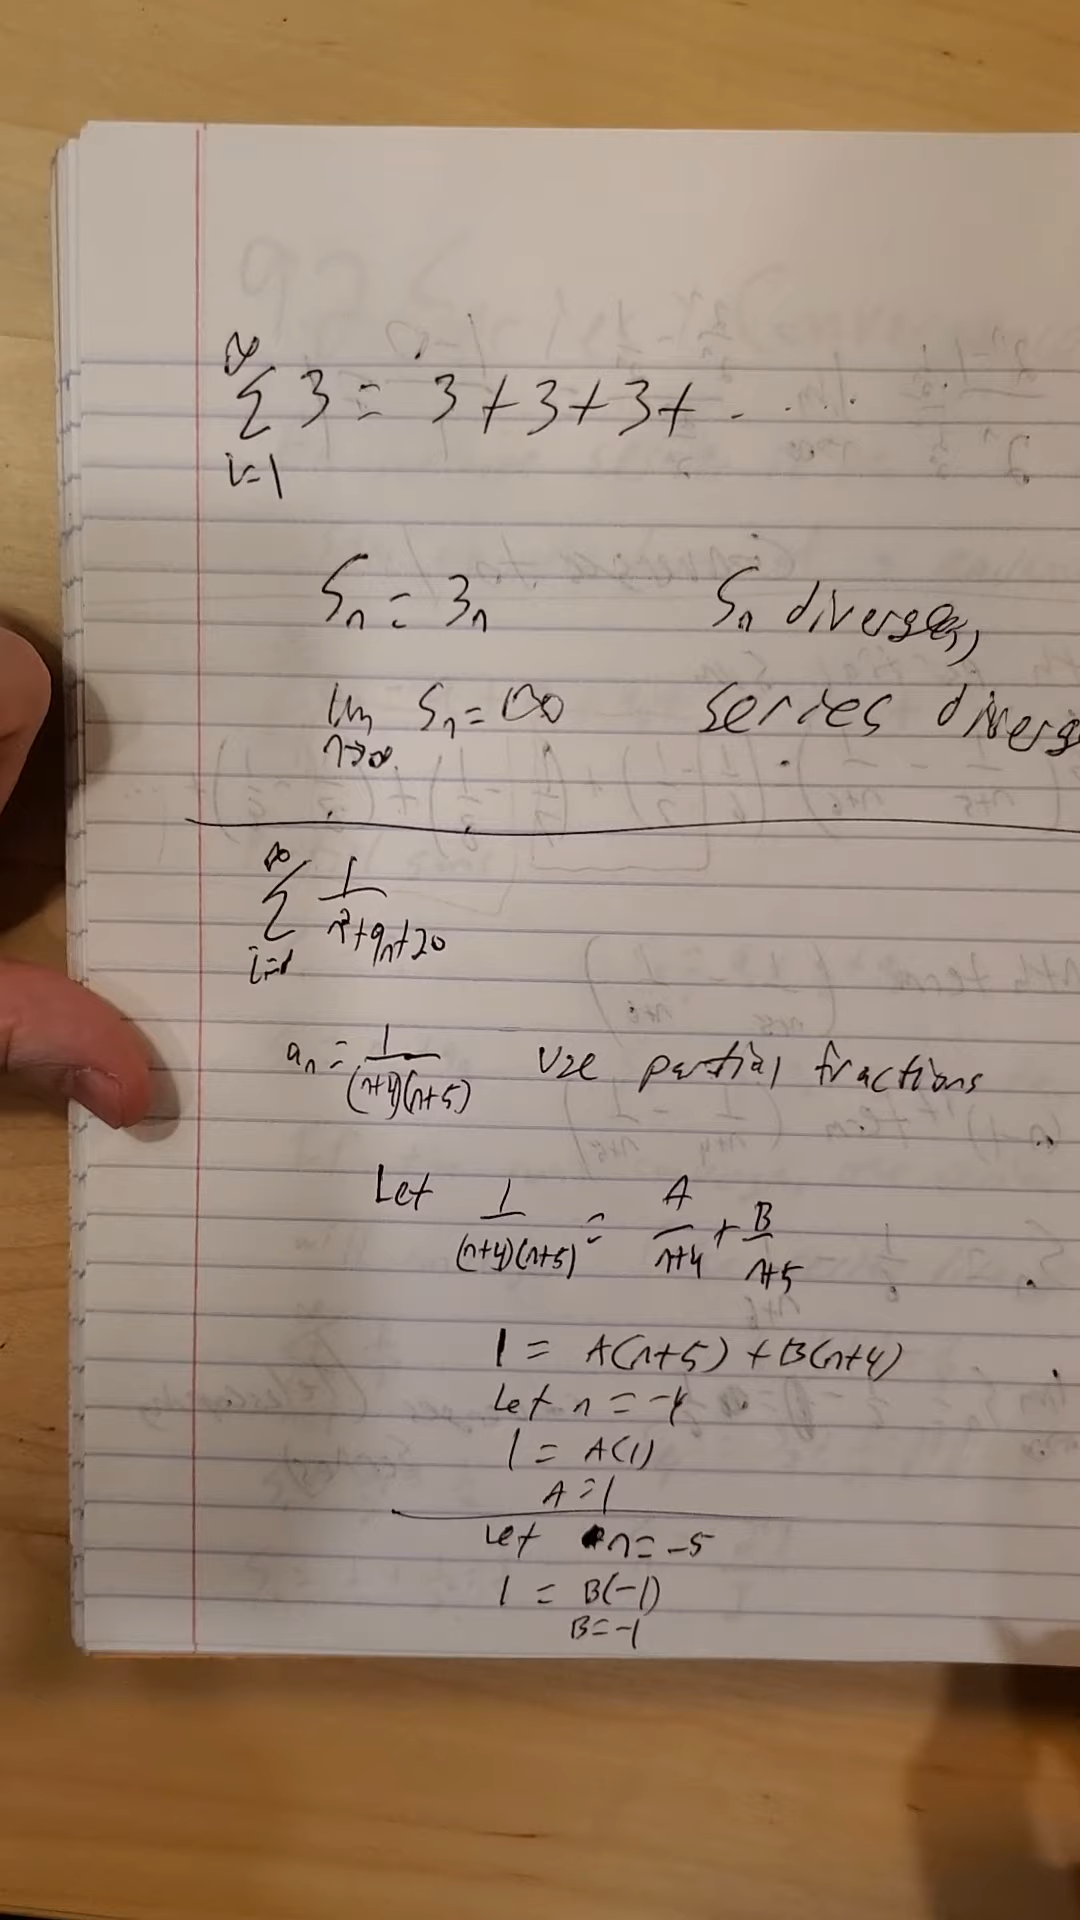 ∞
Σ 3 = 3 + 3 + 3 + - . . . .
i=1
Sₙ = 3ₙ Sₙ diverges,
lim Sₙ = ∞ series diverg
n→∞
∞
Σ 1/(n²+9n+20)
i=1
aₙ = 1/((n+4)(n+5)) Use partial fractions
Let 1/((n+4)(n+5)) = A/(n+4) + B/(n+5)
1 = A(n+5) + B(n+4)
Let n = -4
1 = A(1)
A = 1
Let n = -5
1 = B(-1)
B = -1